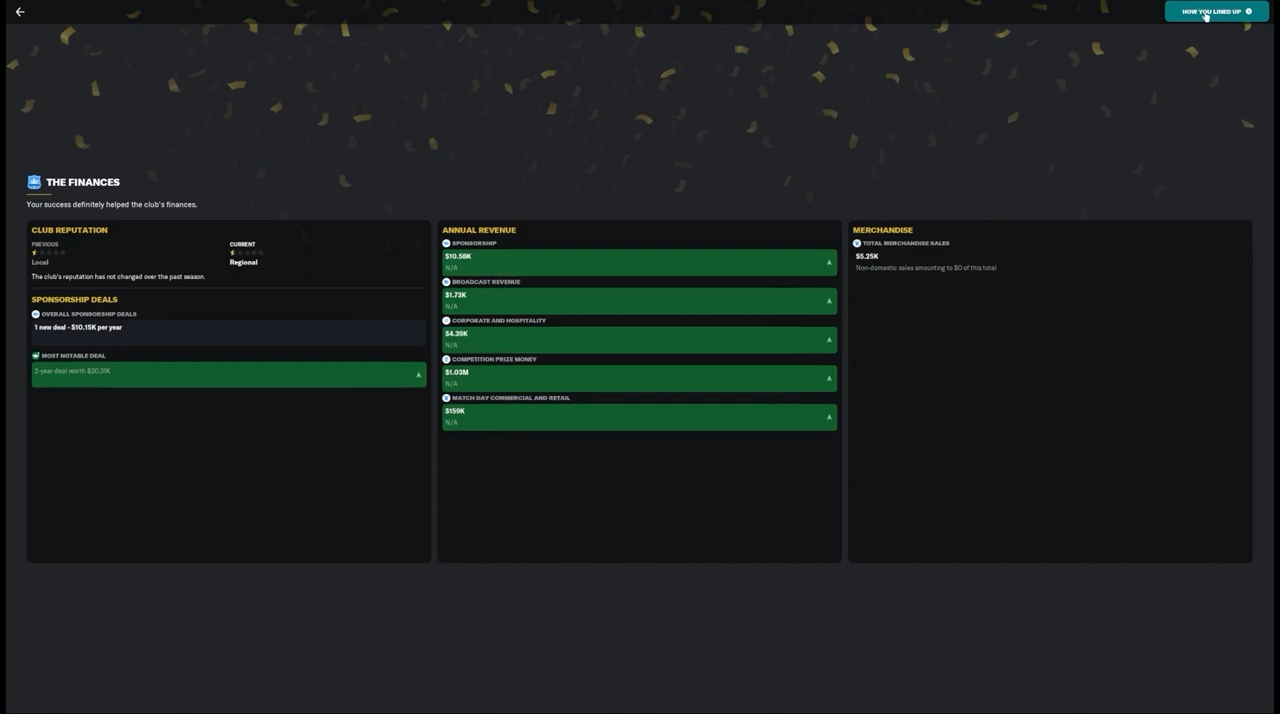 HOW YOU LINED UP
THE FINANCES
Your success definitely helped the club's finances.
CLUB REPUTATION
PREVIOUS
CURRENT
Local
Regional
The club's reputation has not changed over the past season.
SPONSORSHIP DEALS
OVERALL SPONSORSHIP DEALS
1 new deal - $10.15K per year
MOST NOTABLE DEAL
2-year deal worth $20.31K
ANNUAL REVENUE
SPONSORSHIP
$10.58K
N/A
BROADCAST REVENUE
$1.73K
N/A
CORPORATE AND HOSPITALITY
$4.39K
N/A
COMPETITION PRIZE MONEY
$1.03M
N/A
MATCH DAY COMMERCIAL AND RETAIL
$159K
N/A
MERCHANDISE
TOTAL MERCHANDISE SALES
$5.25K
Non-domestic sales amounting to $0 of this total